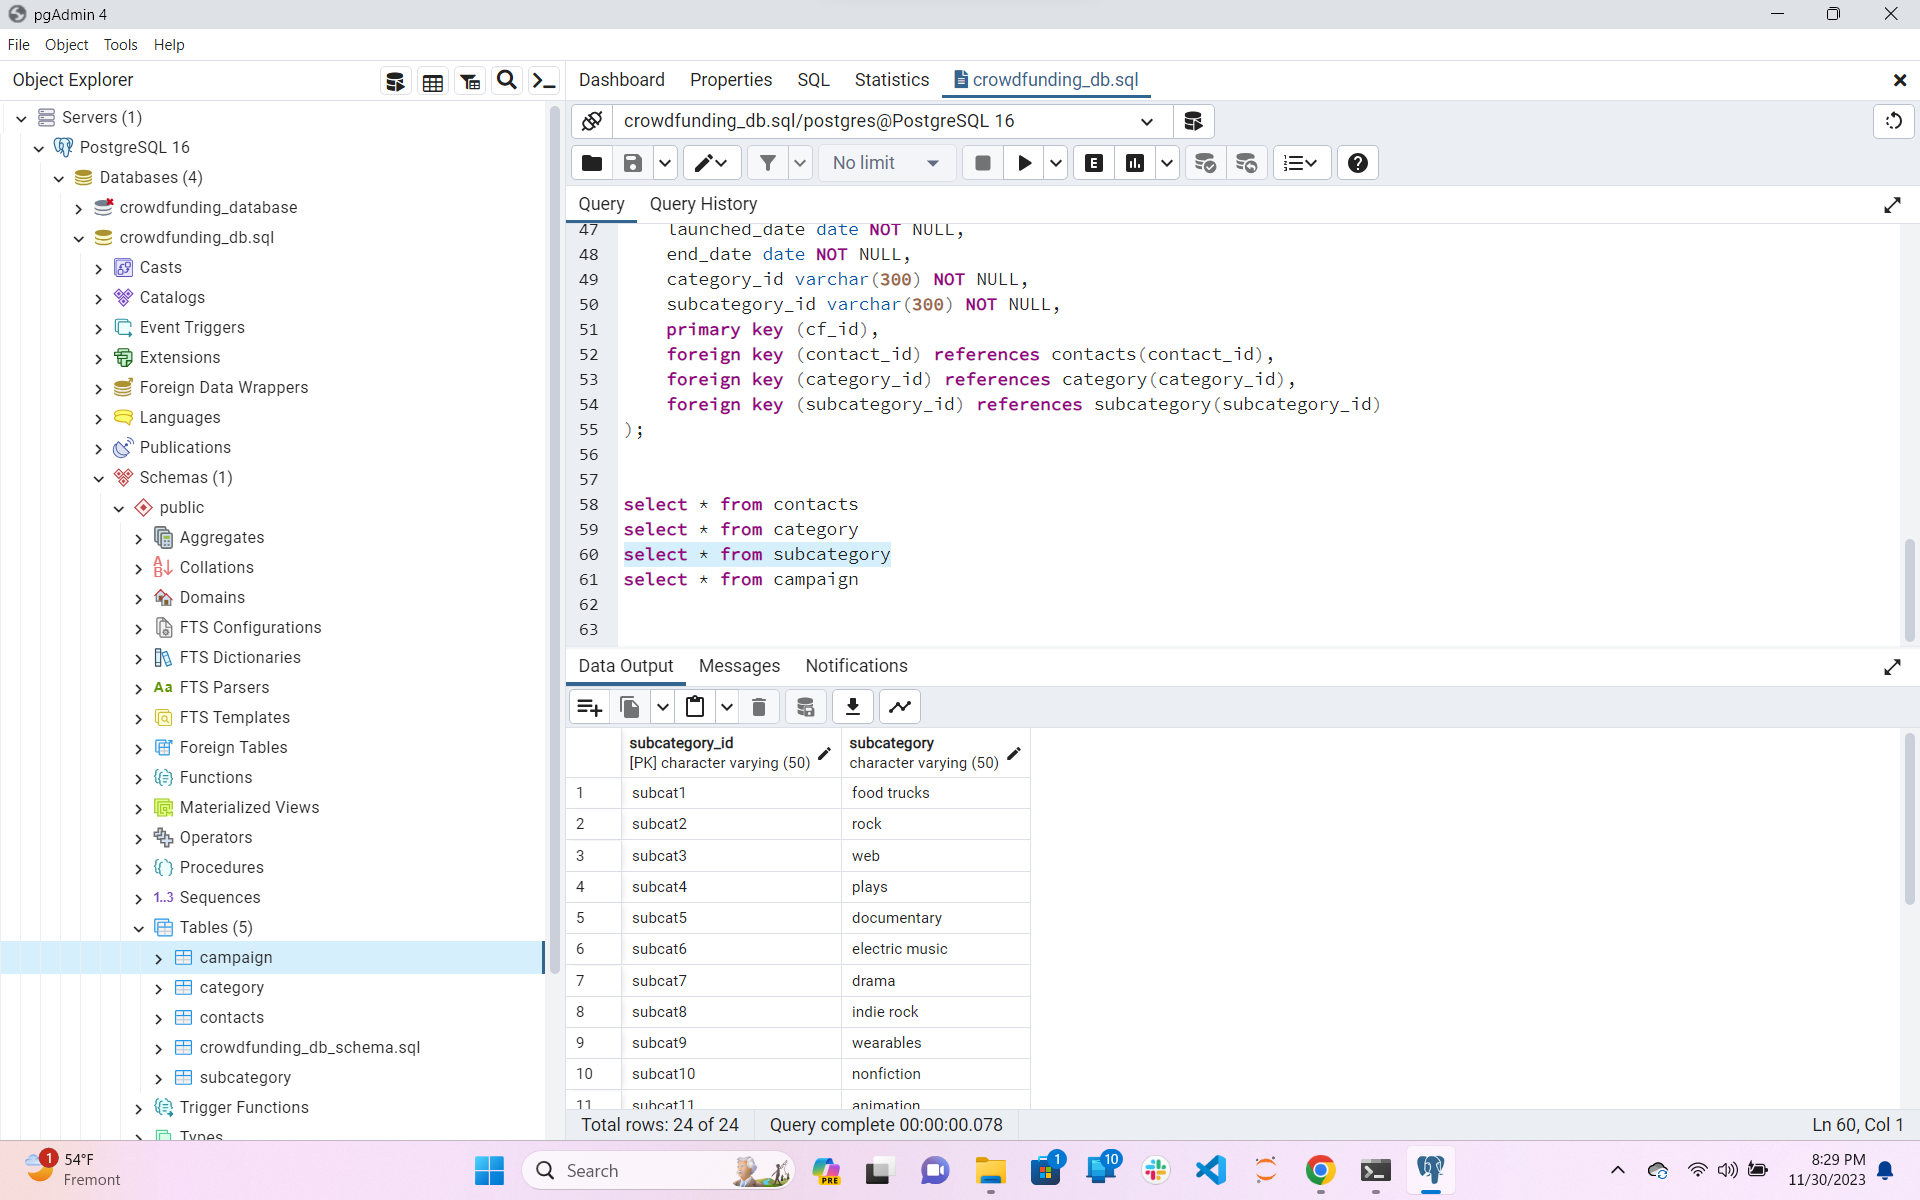 pgAdmin 4
File Object Tools Help
Object Explorer
Servers (1)
PostgreSQL 16
Databases (4)
crowdfunding_database
crowdfunding_db.sql
Casts
Catalogs
Event Triggers
Extensions
Foreign Data Wrappers
Languages
Publications
Schemas (1)
public
Aggregates
Collations
Domains
FTS Configurations
FTS Dictionaries
Aa FTS Parsers
FTS Templates
Foreign Tables
Functions
Materialized Views
Operators
Procedures
1..3 Sequences
Tables (5)
campaign
category
contacts
crowdfunding_db_schema.sql
subcategory
Trigger Functions
Types
Dashboard Properties SQL Statistics crowdfunding_db.sql
crowdfunding_db.sql/postgres@PostgreSQL 16
No limit E
Query Query History
47 launched_date date NOT NULL,
48 end_date date NOT NULL,
49 category_id varchar(300) NOT NULL,
50 subcategory_id varchar(300) NOT NULL,
51 primary key (cf_id),
52 foreign key (contact_id) references contacts(contact_id),
53 foreign key (category_id) references category(category_id),
54 foreign key (subcategory_id) references subcategory(subcategory_id)
55 );
56
57
58 select * from contacts
59 select * from category
60 select * from subcategory
61 select * from campaign
62
63
Data Output Messages Notifications
subcategory_id subcategory
[PK] character varying (50) character varying (50)
1 subcat1 food trucks
2 subcat2 rock
3 subcat3 web
4 subcat4 plays
5 subcat5 documentary
6 subcat6 electric music
7 subcat7 drama
8 subcat8 indie rock
9 subcat9 wearables
10 subcat10 nonfiction
11 subcat11 animation
Total rows: 24 of 24 Query complete 00:00:00.078 Ln 60, Col 1
1 54°F
Fremont
Search
PRE
1
10
8:29 PM
11/30/2023